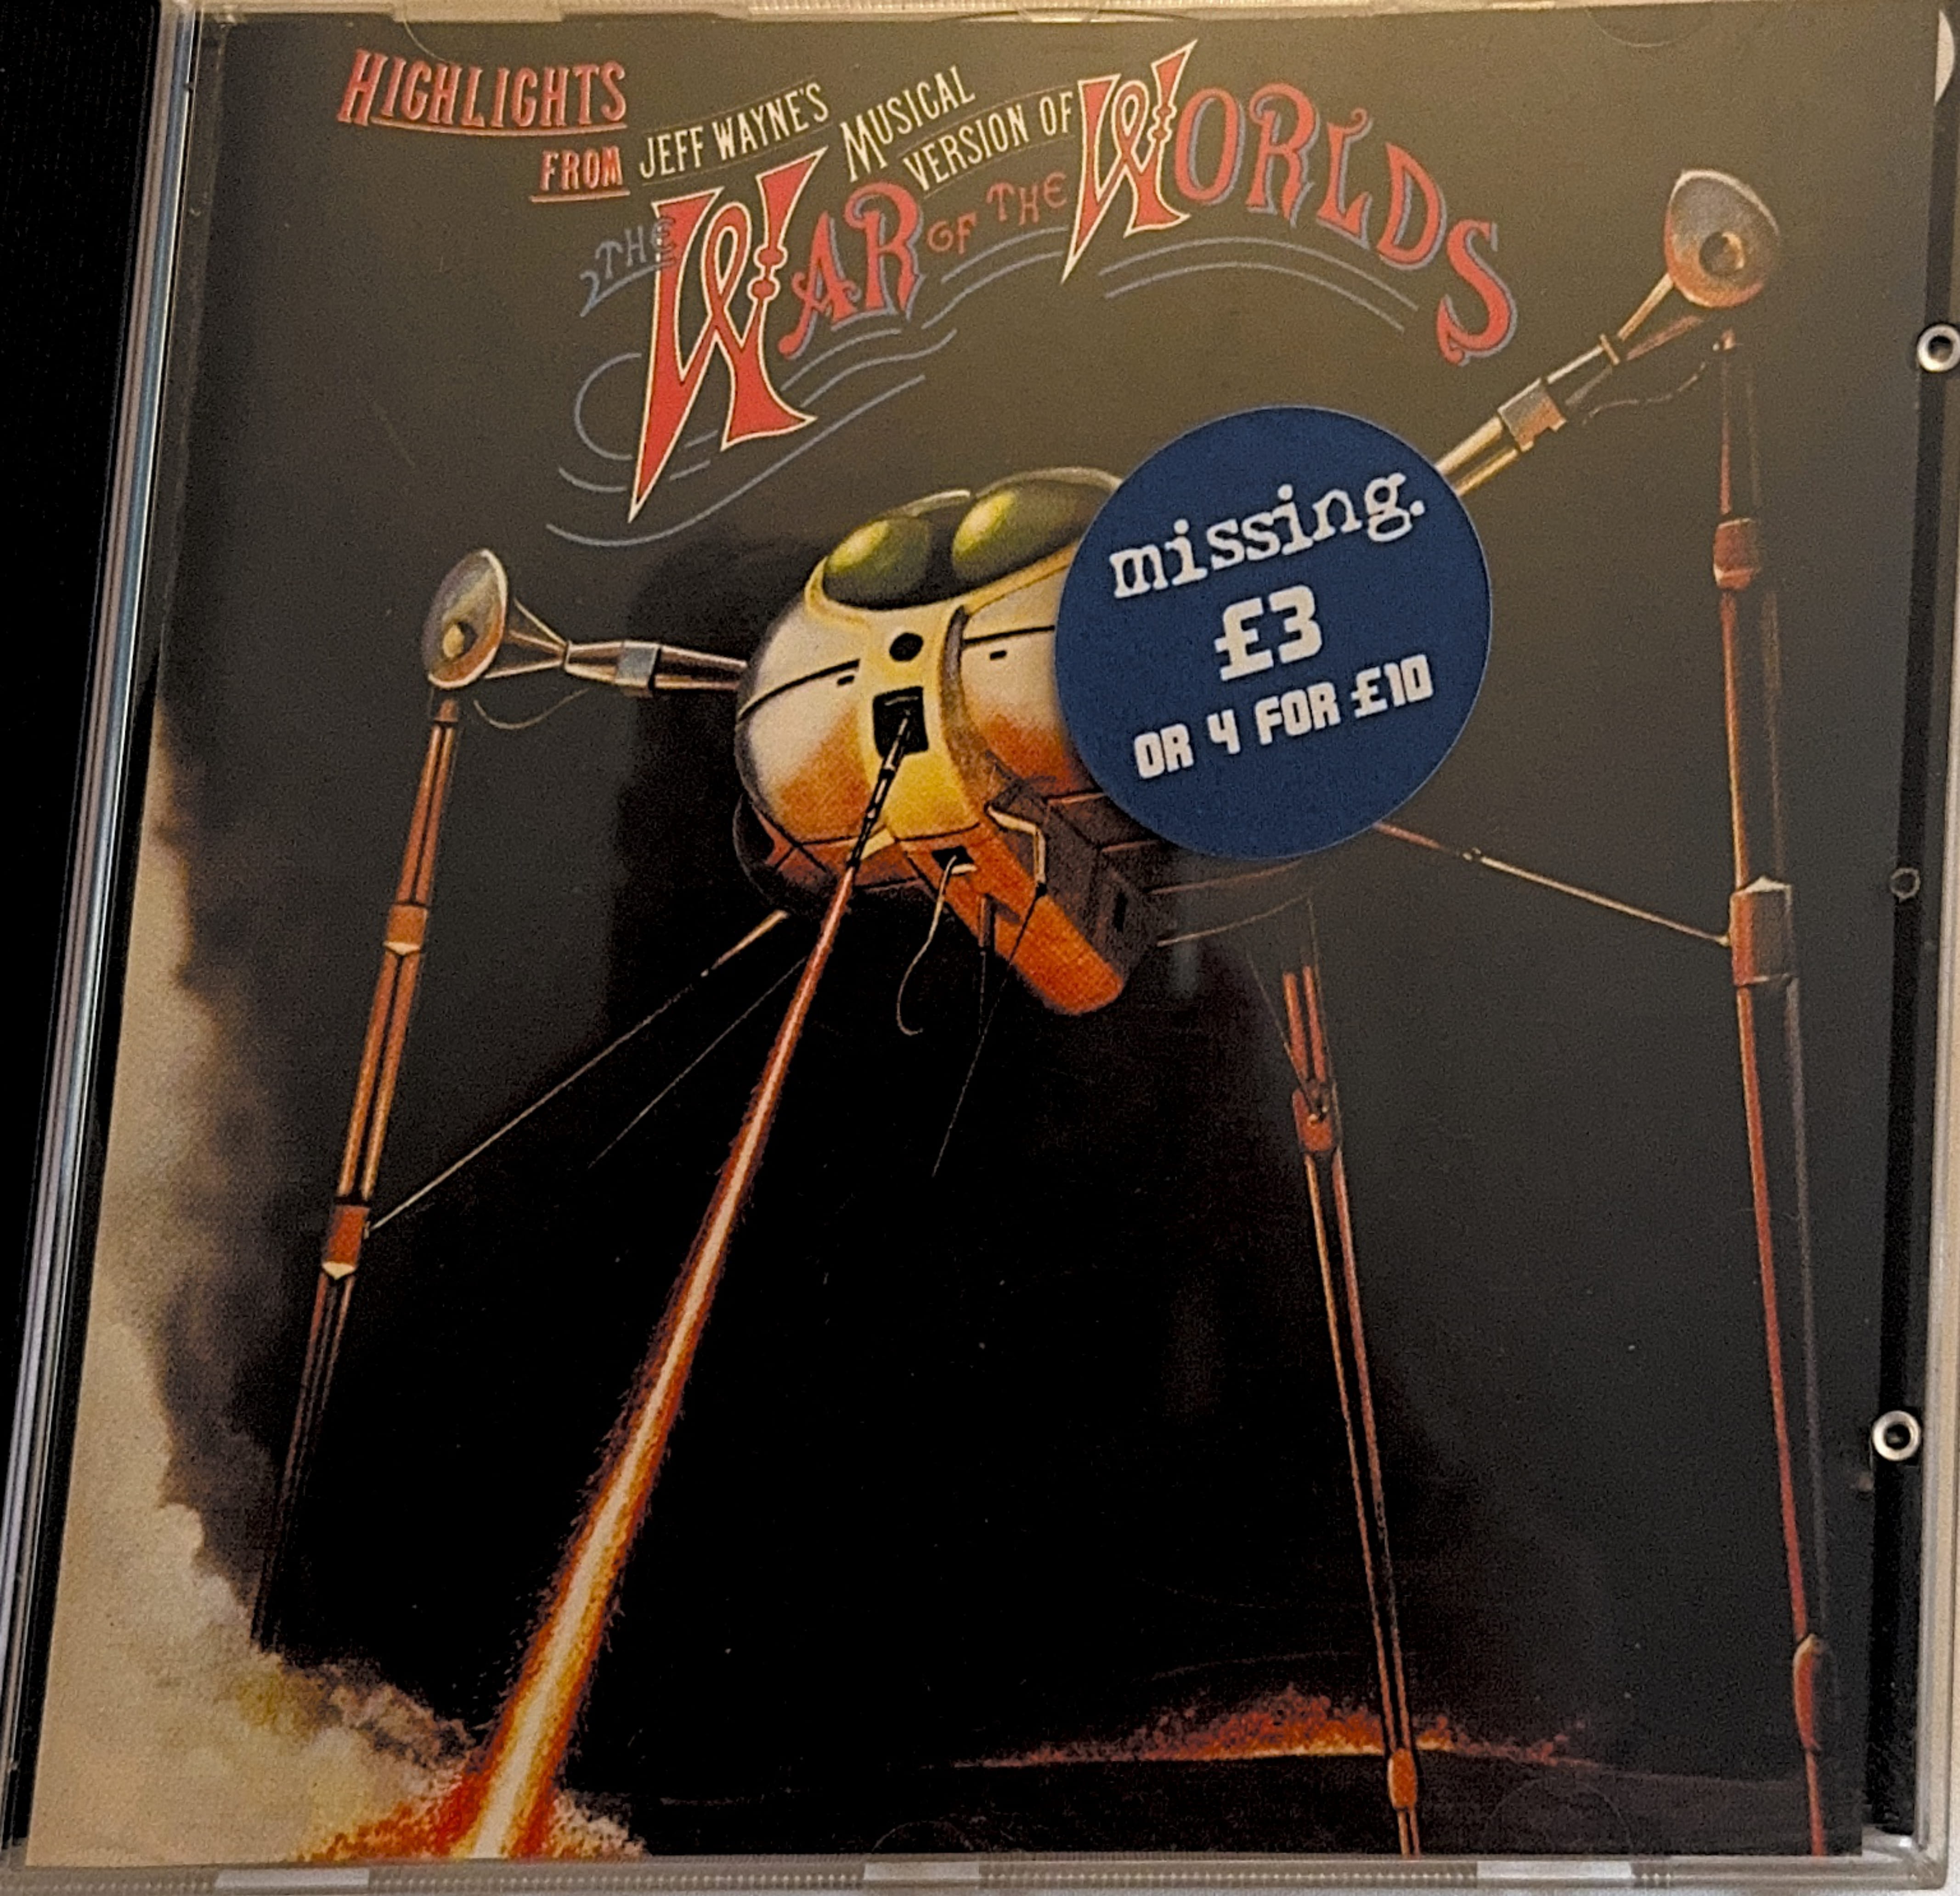 HIGHLIGHTS
FROM JEFF WAYNE'S
MUSICAL
VERSION OF
THE WAR OF THE WORLDS
missing.
£3
OR 4 FOR £10